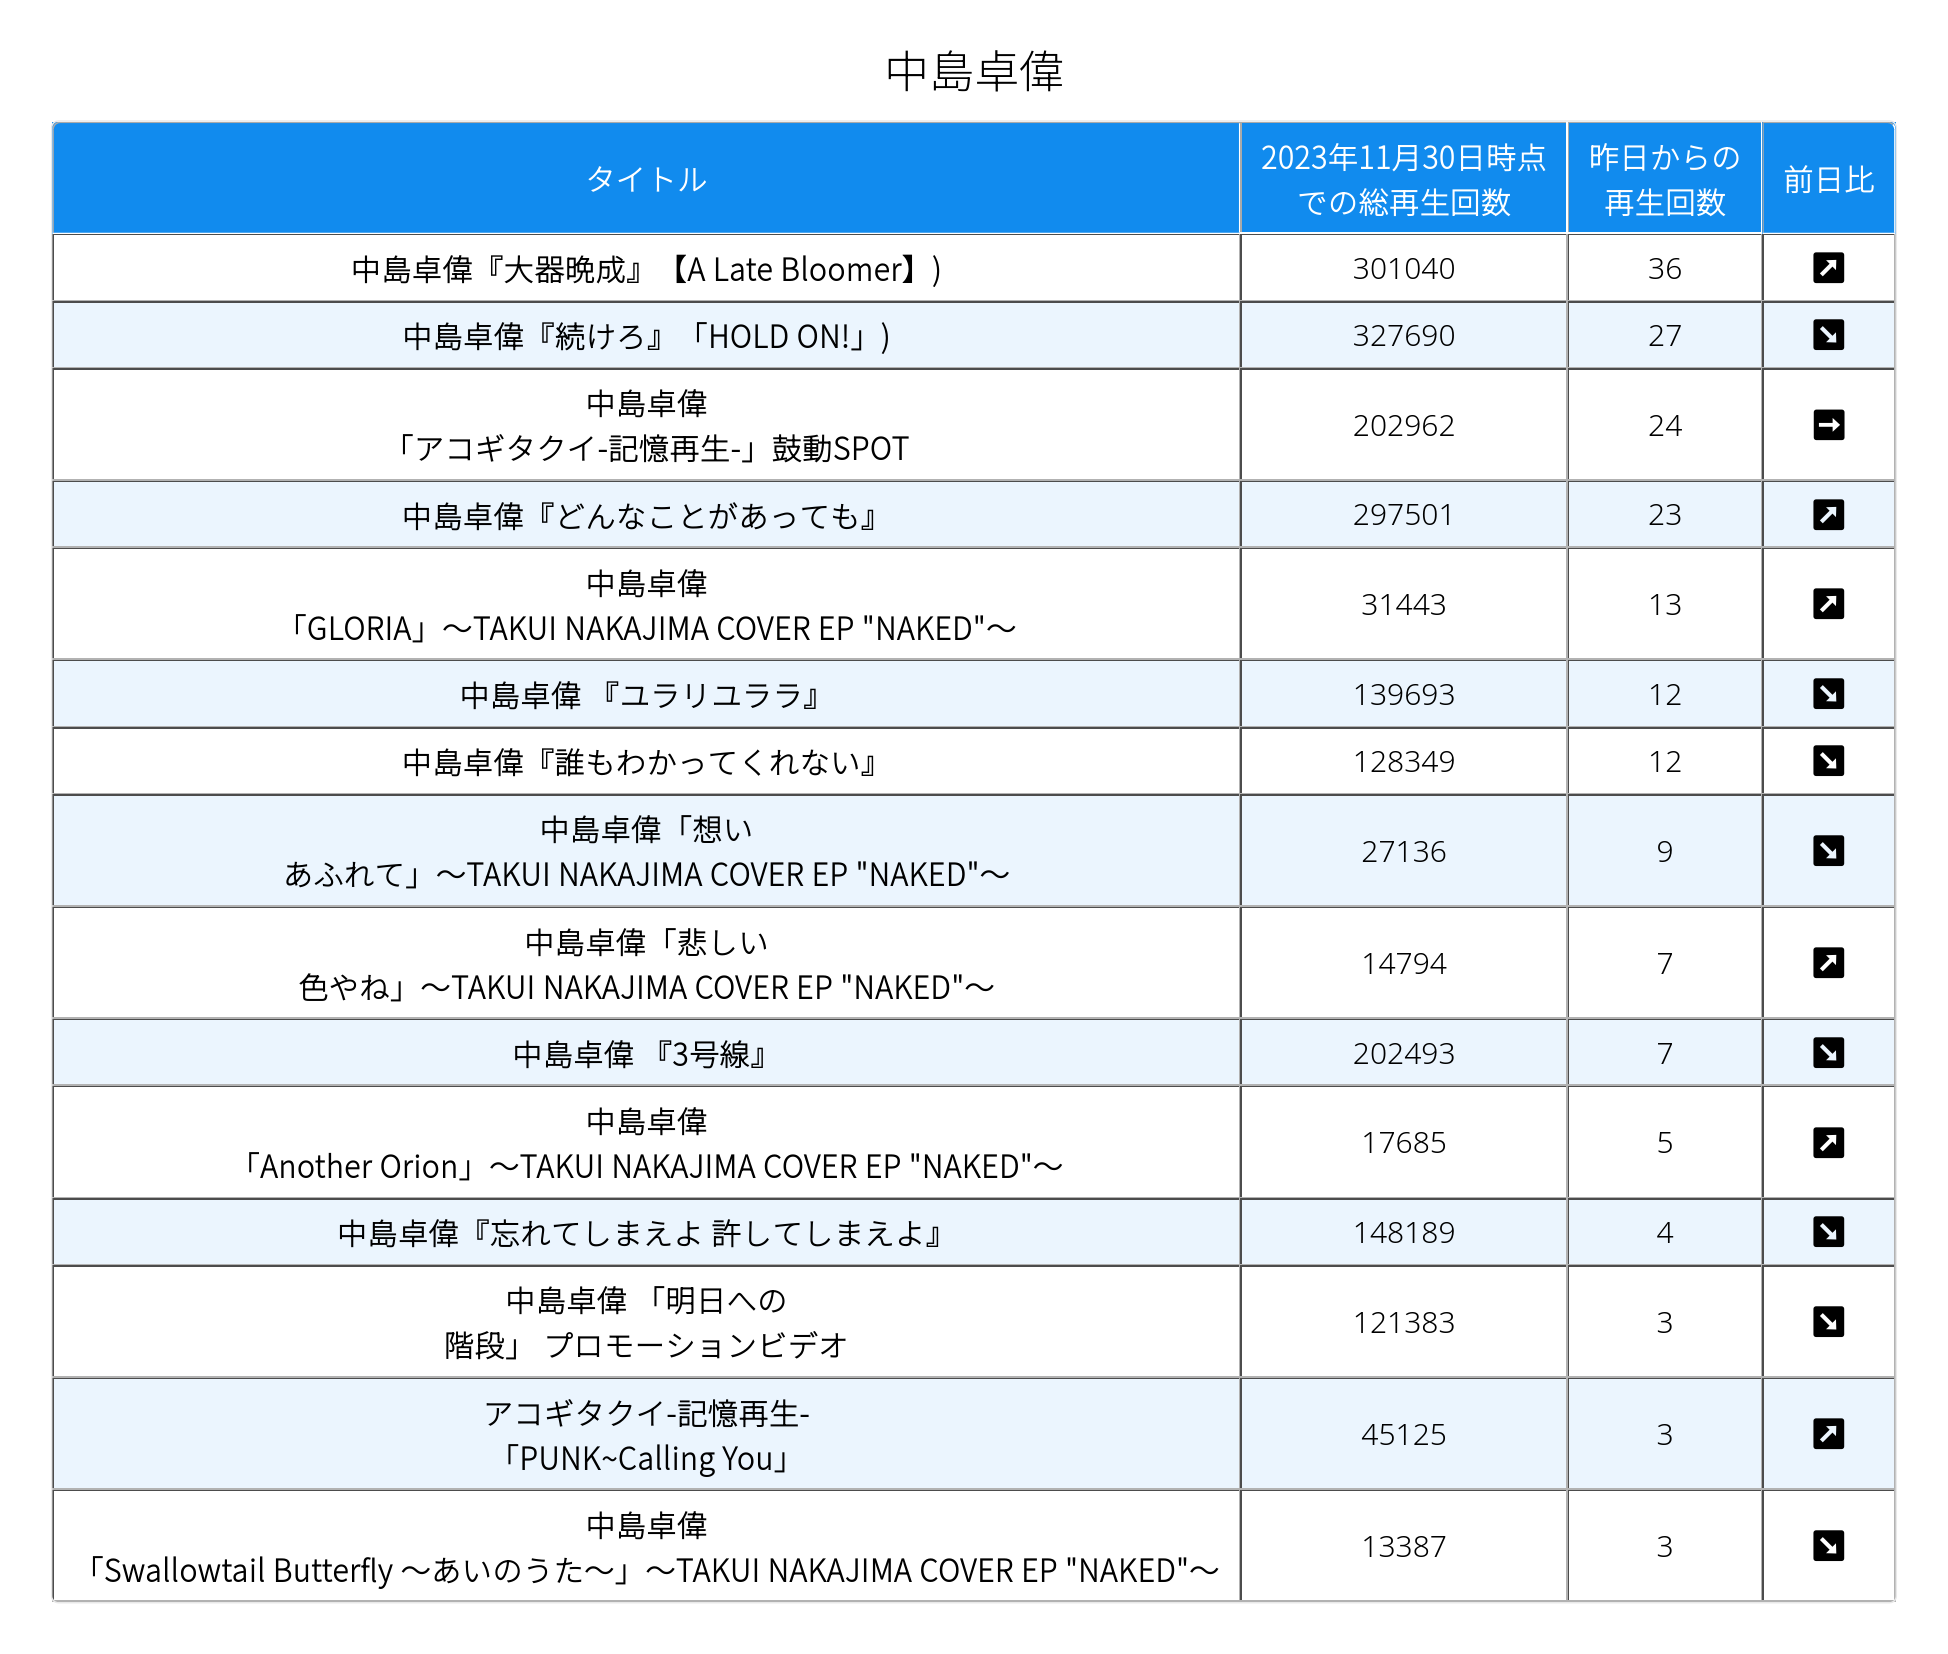 中島卓偉
タイトル
2023年11月30日時点
での総再生回数
昨日からの
再生回数
前日比
中島卓偉『大器晩成』【A Late Bloomer】)
301040
36
中島卓偉『続けろ』「HOLD ON!」)
327690
27
中島卓偉
「アコギタクイ-記憶再生-」鼓動SPOT
202962
24
中島卓偉『どんなことがあっても』
297501
23
中島卓偉
「GLORIA」〜TAKUI NAKAJIMA COVER EP "NAKED"〜
31443
13
中島卓偉 『ユラリユララ』
139693
12
中島卓偉『誰もわかってくれない』
128349
12
中島卓偉「想い
あふれて」〜TAKUI NAKAJIMA COVER EP "NAKED"〜
27136
9
中島卓偉「悲しい
色やね」〜TAKUI NAKAJIMA COVER EP "NAKED"〜
14794
7
中島卓偉 『3号線』
202493
7
中島卓偉
「Another Orion」〜TAKUI NAKAJIMA COVER EP "NAKED"〜
17685
5
中島卓偉『忘れてしまえよ 許してしまえよ』
148189
4
中島卓偉 「明日への
階段」 プロモーションビデオ
121383
3
アコギタクイ-記憶再生-
「PUNK~Calling You」
45125
3
中島卓偉
「Swallowtail Butterfly 〜あいのうた〜」〜TAKUI NAKAJIMA COVER EP "NAKED"〜
13387
3